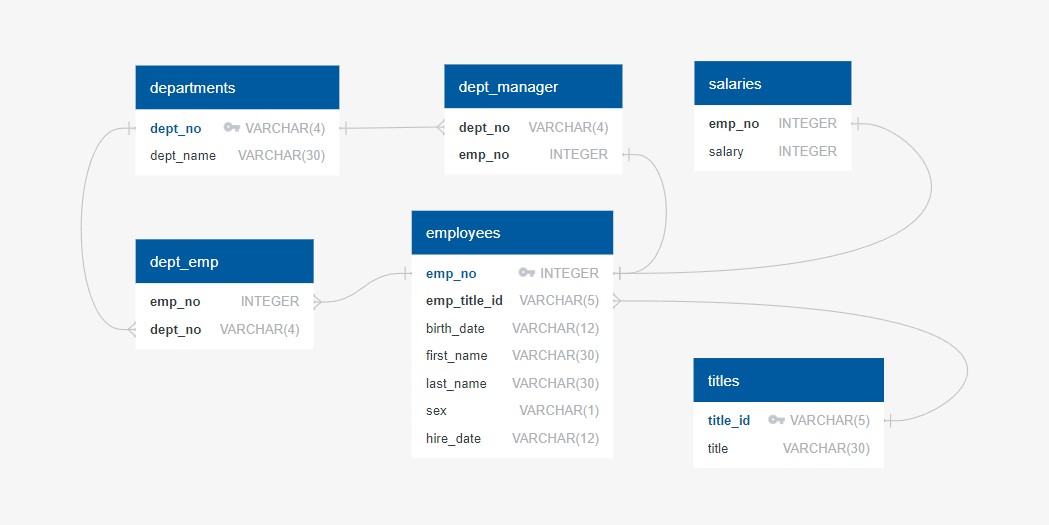 departments
dept_no VARCHAR(4)
dept_name VARCHAR(30)
dept_manager
dept_no VARCHAR(4)
emp_no INTEGER
salaries
emp_no INTEGER
salary INTEGER
dept_emp
emp_no INTEGER
dept_no VARCHAR(4)
employees
emp_no INTEGER
emp_title_id VARCHAR(5)
birth_date VARCHAR(12)
first_name VARCHAR(30)
last_name VARCHAR(30)
sex VARCHAR(1)
hire_date VARCHAR(12)
titles
title_id VARCHAR(5)
title VARCHAR(30)